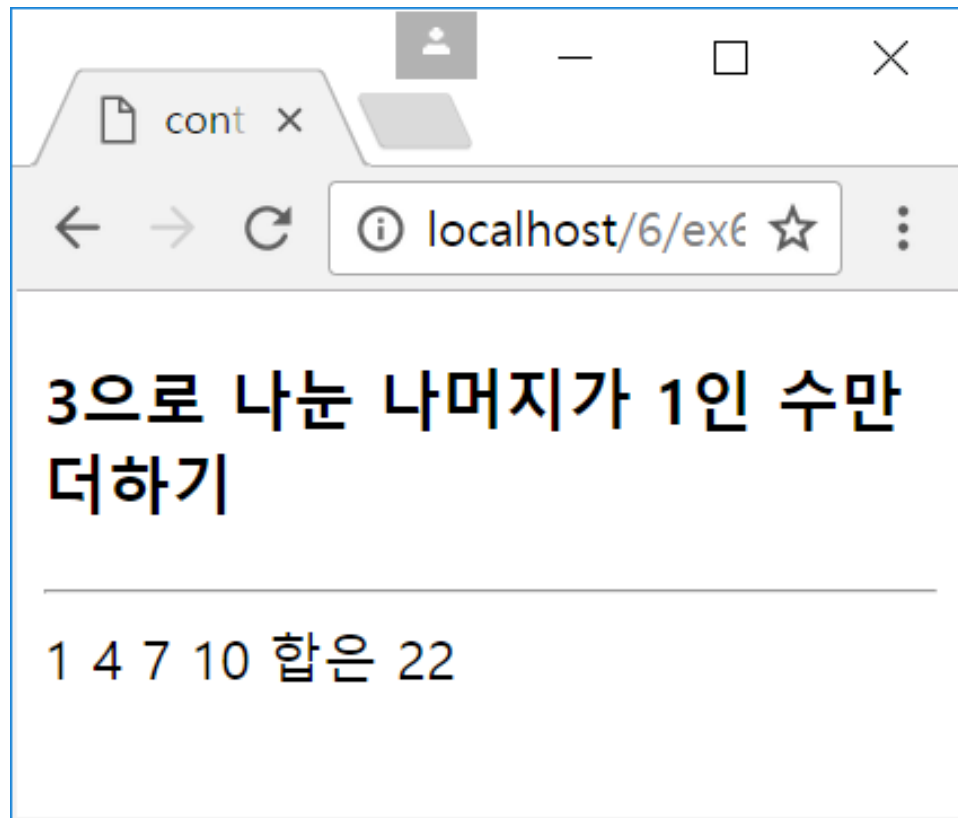 cont
localhost/6/ex6
3으로 나눈 나머지가 1인 수만
더하기
1 4 7 10 합은 22